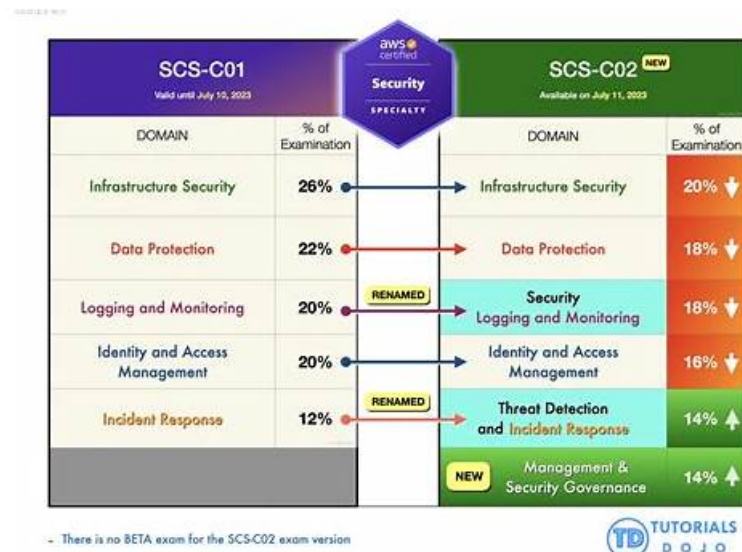 aws
certified
Security
SPECIALTY
SCS-C01
Valid until July 10, 2023
SCS-C02 NEW
Available on July 11, 2023
DOMAIN
% of
Examination
DOMAIN
% of
Examination
Infrastructure Security
26%
Infrastructure Security
20%
Data Protection
22%
Data Protection
18%
Logging and Monitoring
20%
RENAMED
Security
Logging and Monitoring
18%
Identity and Access
Management
20%
Identity and Access
Management
16%
Incident Response
12%
RENAMED
Threat Detection
and Incident Response
14%
NEW
Management &
Security Governance
14%
- There is no BETA exam for the SCS-C02 exam version
TD
TUTORIALS
DOJO